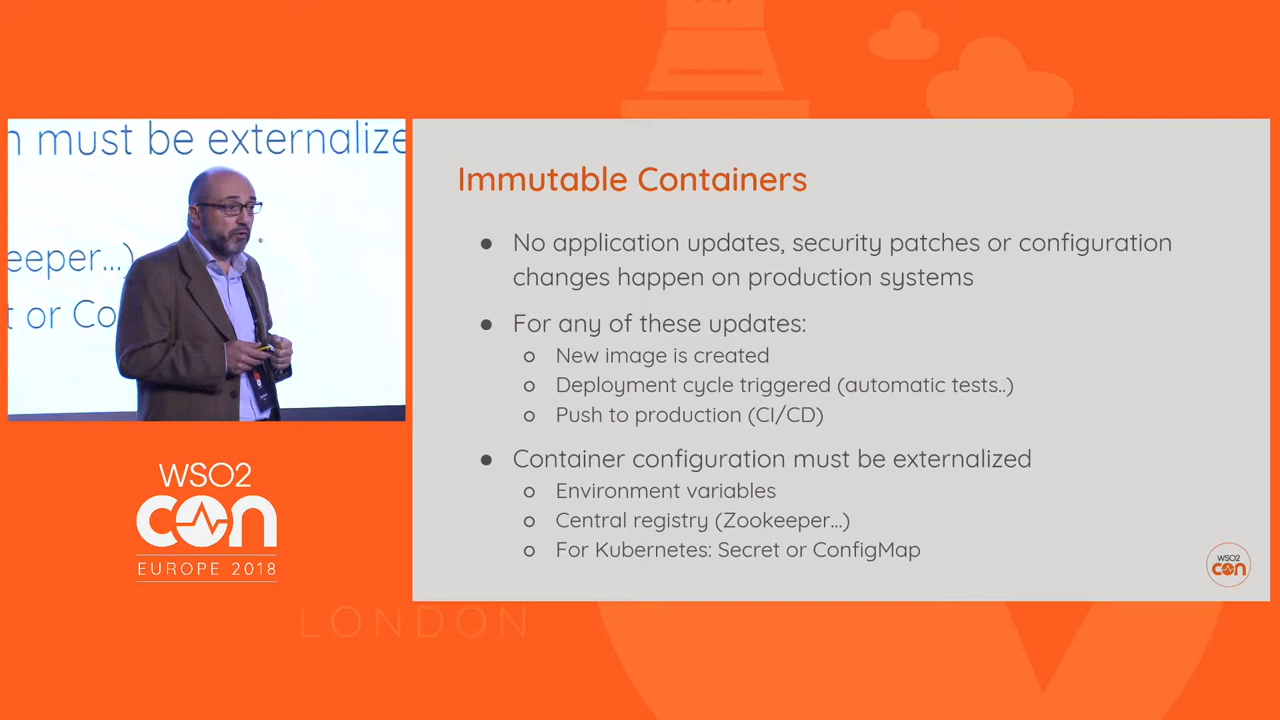 n must be externalize
eeper...)
t or Co
Immutable Containers
● No application updates, security patches or configuration
changes happen on production systems
● For any of these updates:
○ New image is created
○ Deployment cycle triggered (automatic tests..)
○ Push to production (CI/CD)
● Container configuration must be externalized
○ Environment variables
○ Central registry (Zookeeper...)
○ For Kubernetes: Secret or ConfigMap
WSO2
con
EUROPE 2018
WSO2
con
LONDON